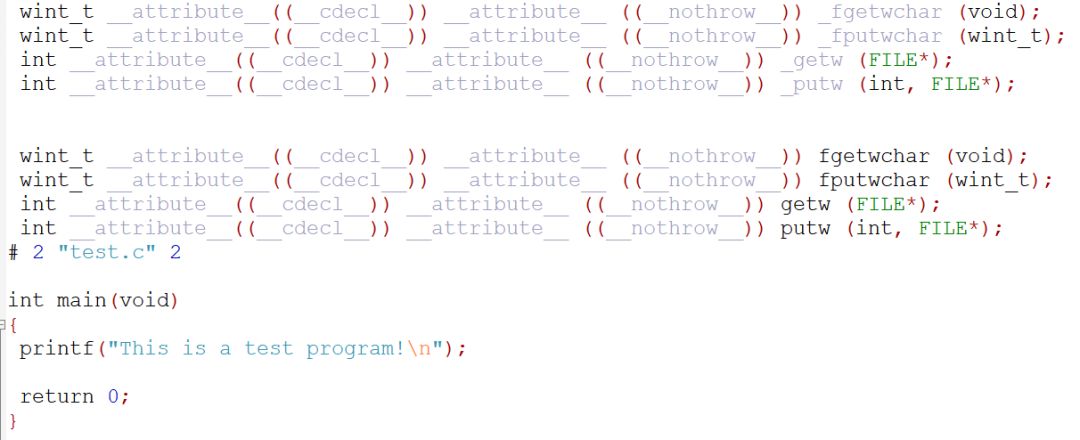 wint_t __attribute__((__cdecl__)) __attribute__ ((__nothrow__)) _fgetwchar (void);
wint_t __attribute__((__cdecl__)) __attribute__ ((__nothrow__)) _fputwchar (wint_t);
int __attribute__((__cdecl__)) __attribute__ ((__nothrow__)) _getw (FILE*);
int __attribute__((__cdecl__)) __attribute__ ((__nothrow__)) _putw (int, FILE*);
wint_t __attribute__((__cdecl__)) __attribute__ ((__nothrow__)) fgetwchar (void);
wint_t __attribute__((__cdecl__)) __attribute__ ((__nothrow__)) fputwchar (wint_t);
int __attribute__((__cdecl__)) __attribute__ ((__nothrow__)) getw (FILE*);
int __attribute__((__cdecl__)) __attribute__ ((__nothrow__)) putw (int, FILE*);
# 2 "test.c" 2
int main(void)
{
printf("This is a test program!\n");
return 0;
}